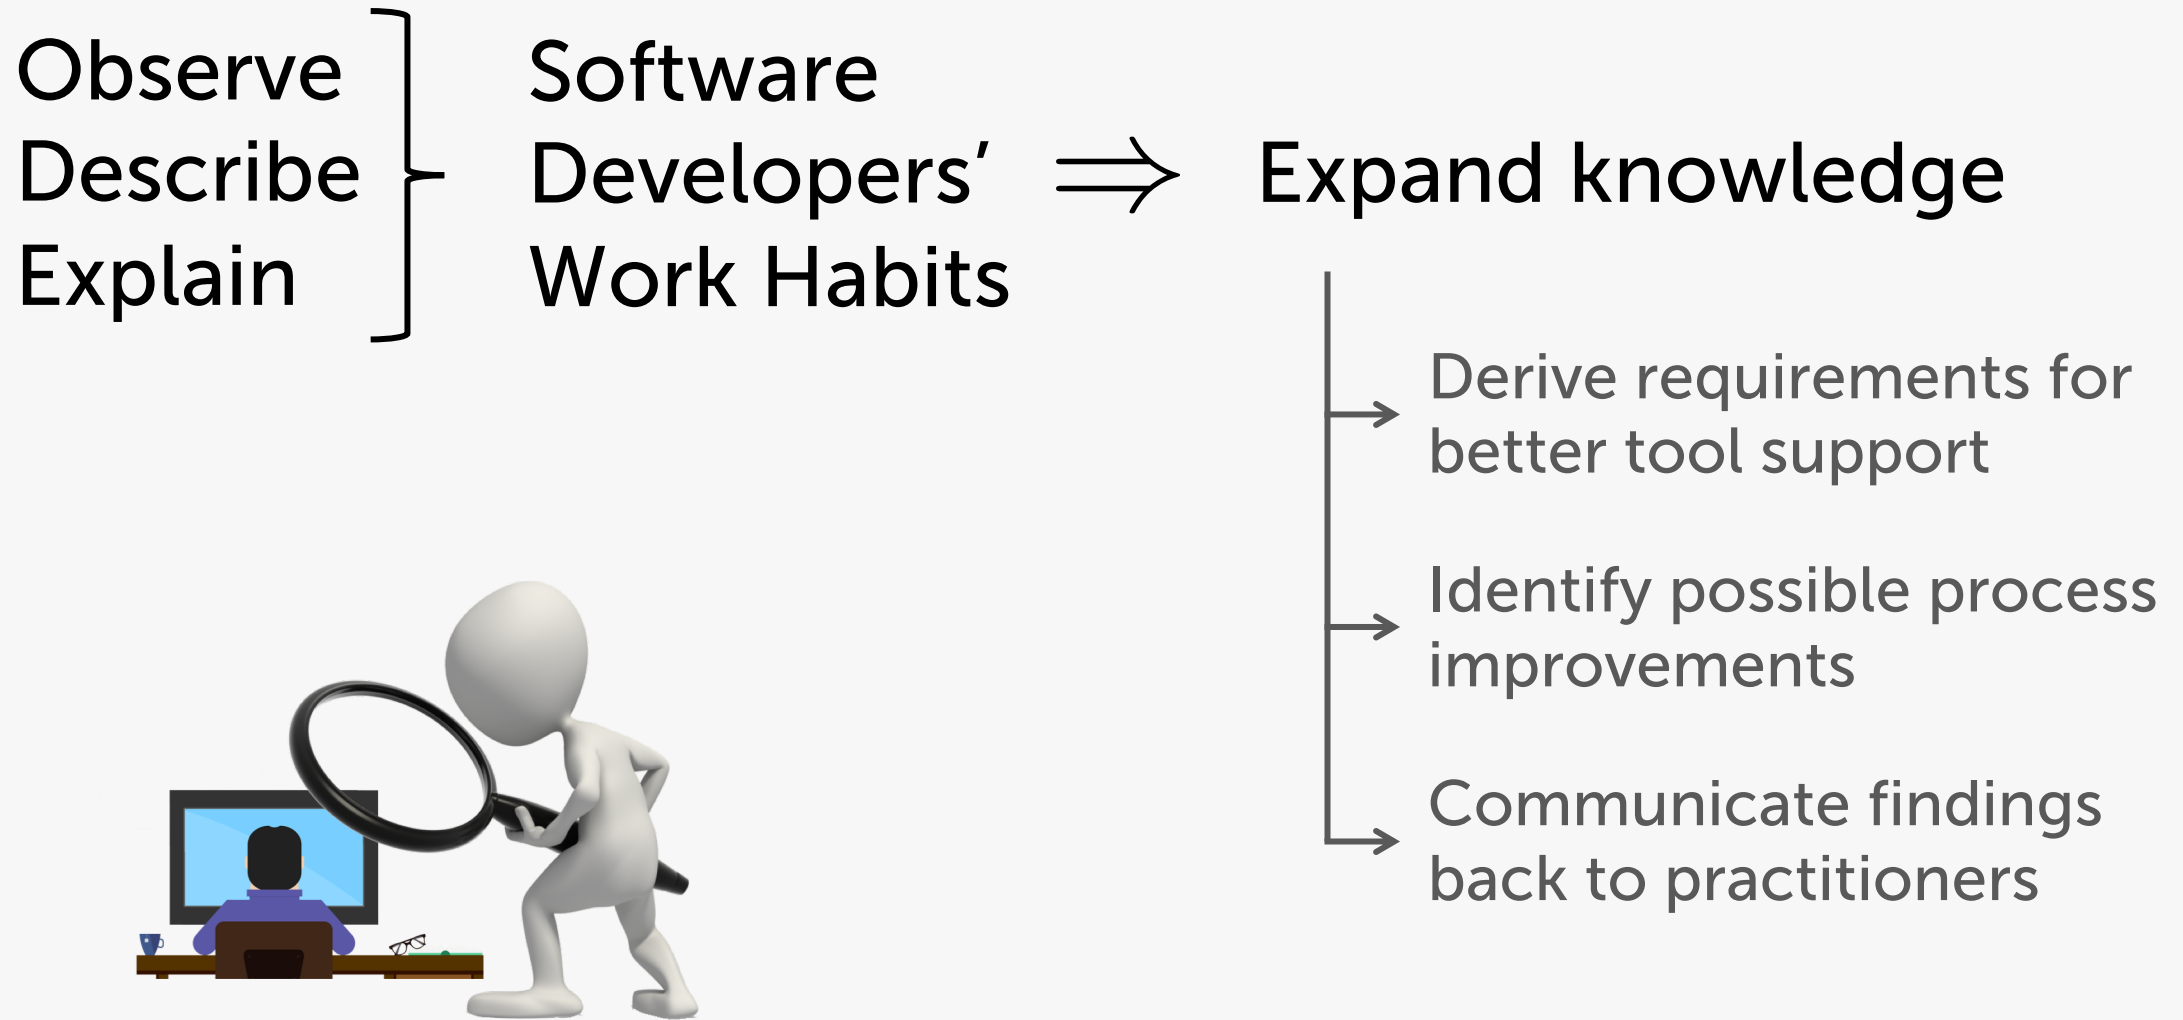 Observe
Describe
Explain
Software
Developers’
Work Habits
Expand knowledge
Derive requirements for
better tool support
Identify possible process
improvements
Communicate findings
back to practitioners